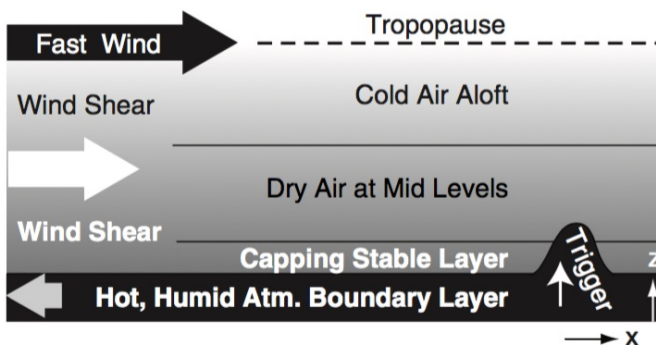 Tropopause
Fast Wind
Wind Shear
Cold Air Aloft
Dry Air at Mid Levels
Wind Shear
Capping Stable Layer
Trigger
z
Hot, Humid Atm. Boundary Layer
x